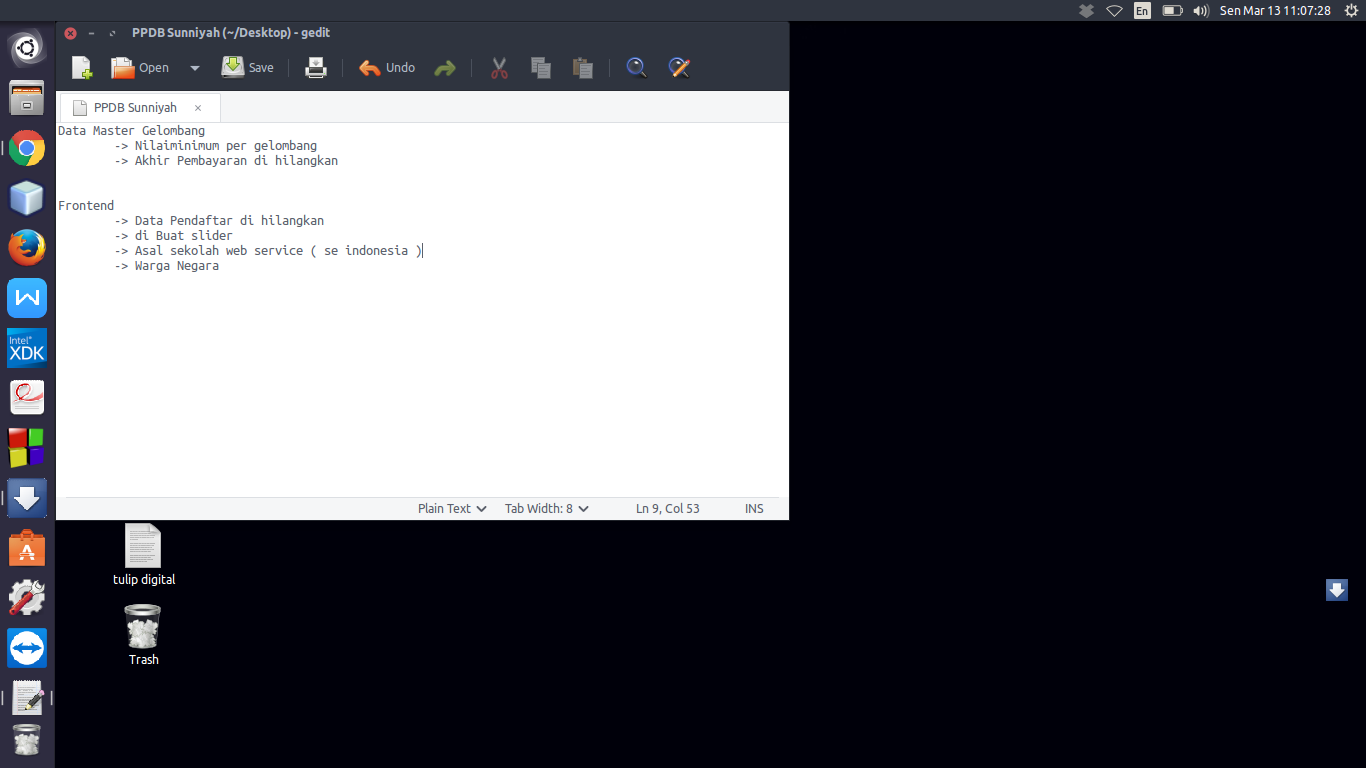 En
Sen Mar 13 11:07:28
PPDB Sunniyah (~/Desktop) - gedit
Open
Save
Undo
PPDB Sunniyah
Data Master Gelombang
-> Nilaiminimum per gelombang
-> Akhir Pembayaran di hilangkan
Frontend
-> Data Pendaftar di hilangkan
-> di Buat slider
-> Asal sekolah web service ( se indonesia )
-> Warga Negara
Plain Text
Tab Width: 8
Ln 9, Col 53
INS
Intel®
XDK
tulip digital
Trash